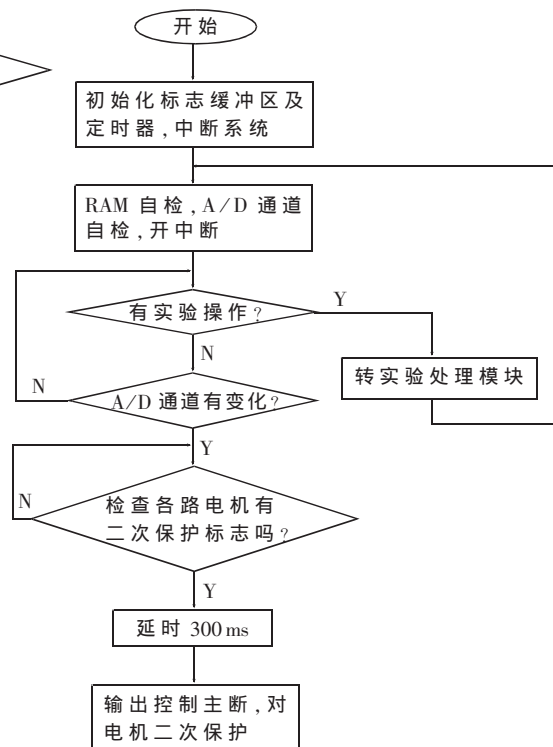 开始
初始化标志缓冲区及
定时器,中断系统
RAM 自检,A/D 通道
自检,开中断
有实验操作?
Y
N
转实验处理模块
N
A/D 通道有变化?
Y
N
检查各路电机有
二次保护标志吗?
Y
延时 300 ms
输出控制主断,对
电机二次保护